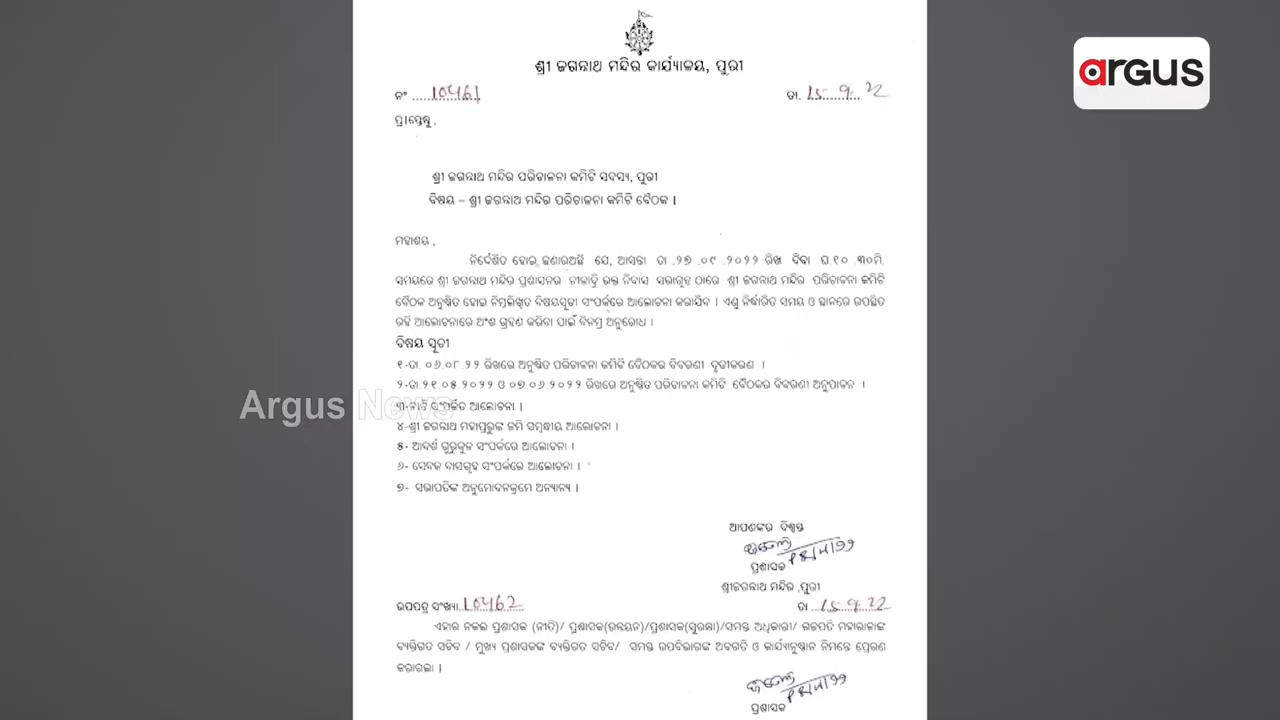 ଶ୍ରୀ ଜଗନ୍ନାଥ ମନ୍ଦିର କାର୍ଯ୍ୟାଳୟ, ପୁରୀ
argus
ନଂ 10461
ତା. 15.9.22
ପ୍ରାପ୍ତେଷୁ,
ଶ୍ରୀ ଜଗନ୍ନାଥ ମନ୍ଦିର ପରିଚାଳନା କମିଟି ସଦସ୍ୟ, ପୁରୀ
ବିଷୟ – ଶ୍ରୀ ଜଗନ୍ନାଥ ମନ୍ଦିର ପରିଚାଳନା କମିଟି ବୈଠକ ।
ମହାଶୟ,
ନିର୍ଦ୍ଦେଶିତ ହୋଇ ଜଣାଉଅଛି ଯେ, ଆସନ୍ତା ତା .୨୭ .୦୯ .୨୦୨୨ ରିଖ ଦିବା ଘ.୧୦ ୩୦ମି.
ସମୟରେ ଶ୍ରୀ ଜଗନ୍ନାଥ ମନ୍ଦିର ପ୍ରଶାସନର ନୀଳାଦ୍ରି ଭକ୍ତ ନିବାସ ସଭାଗୃହ ଠାରେ ଶ୍ରୀ ଜଗନ୍ନାଥ ମନ୍ଦିର ପରିଚାଳନା କମିଟି
ବୈଠକ ଅନୁଷ୍ଠିତ ହୋଇ ନିମ୍ନଲିଖିତ ବିଷୟସୂଚୀ ସଂପର୍କରେ ଆଲୋଚନା କରାଯିବ । ଏଣୁ ନିର୍ଦ୍ଧାରିତ ସମୟ ଓ ସ୍ଥାନରେ ଉପସ୍ଥିତ
ରହି ଆଲୋଚନାରେ ଅଂଶ ଗ୍ରହଣ କରିବା ପାଇଁ ବିନମ୍ର ଅନୁରୋଧ ।
ବିଷୟ ସୂଚୀ
୧-ତା. ୦୬ ୦୮ ୨୨ ରିଖରେ ଅନୁଷ୍ଠିତ ପରିଚାଳନା କମିଟି ବୈଠକର ବିବରଣୀ ଦୃଢୀକରଣ ।
୨-ତା ୨୧.୦୫ ୨୦୨୨ ଓ ୦୭ ୦୬ ୨୦୨୨ ରିଖରେ ଅନୁଷ୍ଠିତ ପରିଚାଳନା କମିଟି ବୈଠକର ବିବରଣୀ ଅନୁପାଳନ ।
୩-ନୀତି ସଂପର୍କିତ ଆଲୋଚନା ।
Argus News
୪-ଶ୍ରୀ ଜଗନ୍ନାଥ ମହାପ୍ରଭୁଙ୍କ ଜମି ସମ୍ବନ୍ଧୀୟ ଆଲୋଚନା ।
୫- ଆଦର୍ଶ ଗୁରୁକୁଳ ସଂପର୍କରେ ଆଲୋଚନା ।
୬- ସେବକ ବାସଗୃହ ସଂପର୍କରେ ଆଲୋଚନା ।
୭- ସଭାପତିଙ୍କ ଅନୁମୋଦନକ୍ରମେ ଅନ୍ୟାନ୍ୟ ।
ଆପଣଙ୍କର ବିଶ୍ୱସ୍ତ
ପ୍ରଶାସକ
ଶ୍ରୀଜଗନ୍ନାଥ ମନ୍ଦିର ,ପୁରୀ
ଉପପତ୍ର ସଂଖ୍ୟା 10462
ତା 15.9.22
ଏହାର ନକଲ ପ୍ରଶାସକ (ନୀତି)/ ପ୍ରଶାସକ(ଉନ୍ନୟନ)/ପ୍ରଶାସକ(ସୁରକ୍ଷା)/ସମସ୍ତ ଅଧିକାରୀ/ ଗଜପତି ମହାରାଜାଙ୍କ
ବ୍ୟକ୍ତିଗତ ସଚିବ / ମୁଖ୍ୟ ପ୍ରଶାସକଙ୍କ ବ୍ୟକ୍ତିଗତ ସଚିବ/ ସମସ୍ତ ଉପବିଭାଗଙ୍କ ଅବଗତି ଓ କାର୍ଯ୍ୟାନୁଷ୍ଠାନ ନିମନ୍ତେ ପ୍ରେରଣ
କରାଗଲା ।
ପ୍ରଶାସକ